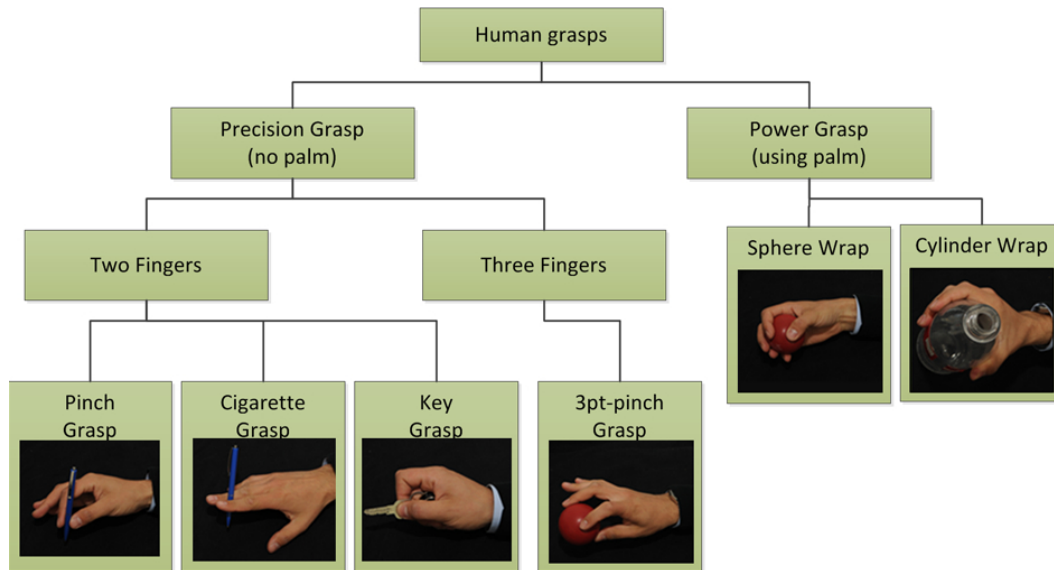 Human grasps
Precision Grasp
(no palm)
Power Grasp
(using palm)
Two Fingers
Three Fingers
Sphere Wrap
Cylinder Wrap
Pinch
Grasp
Cigarette
Grasp
Key
Grasp
3pt-pinch
Grasp